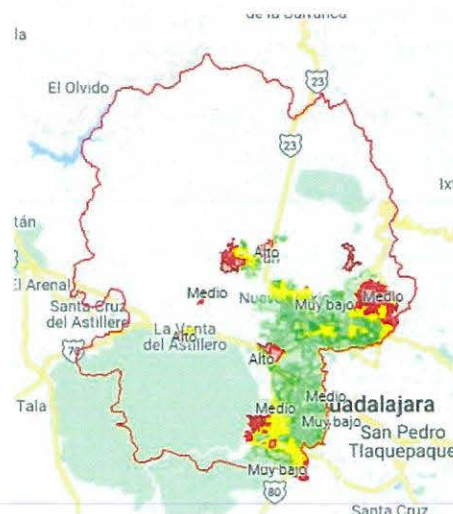 la
El Olvido
23
23
Ix
tán
Alto
El Arenal
Medio
Nue
Muy bajo
Medio
Santa Cruz
del Astillero
La Venta
del Astillero
Alto
70
Alto
Medio
Tala
Medio
uadalajara
Muy bajo
San Pedro
Tlaquepaque
Muy bajo
80
Santa Cruz